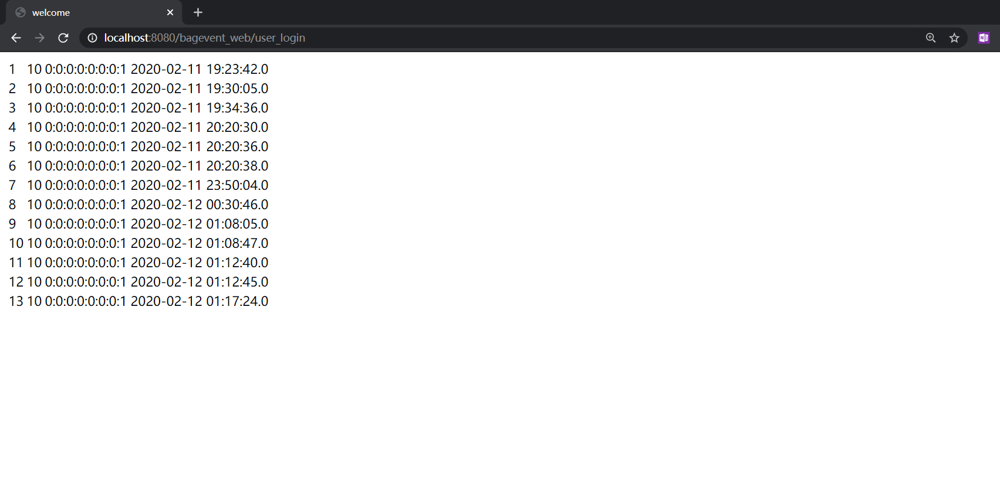 welcome
localhost:8080/bagevent_web/user_login
1 10 0:0:0:0:0:0:0:1 2020-02-11 19:23:42.0
2 10 0:0:0:0:0:0:0:1 2020-02-11 19:30:05.0
3 10 0:0:0:0:0:0:0:1 2020-02-11 19:34:36.0
4 10 0:0:0:0:0:0:0:1 2020-02-11 20:20:30.0
5 10 0:0:0:0:0:0:0:1 2020-02-11 20:20:36.0
6 10 0:0:0:0:0:0:0:1 2020-02-11 20:20:38.0
7 10 0:0:0:0:0:0:0:1 2020-02-11 23:50:04.0
8 10 0:0:0:0:0:0:0:1 2020-02-12 00:30:46.0
9 10 0:0:0:0:0:0:0:1 2020-02-12 01:08:05.0
10 10 0:0:0:0:0:0:0:1 2020-02-12 01:08:47.0
11 10 0:0:0:0:0:0:0:1 2020-02-12 01:12:40.0
12 10 0:0:0:0:0:0:0:1 2020-02-12 01:12:45.0
13 10 0:0:0:0:0:0:0:1 2020-02-12 01:17:24.0